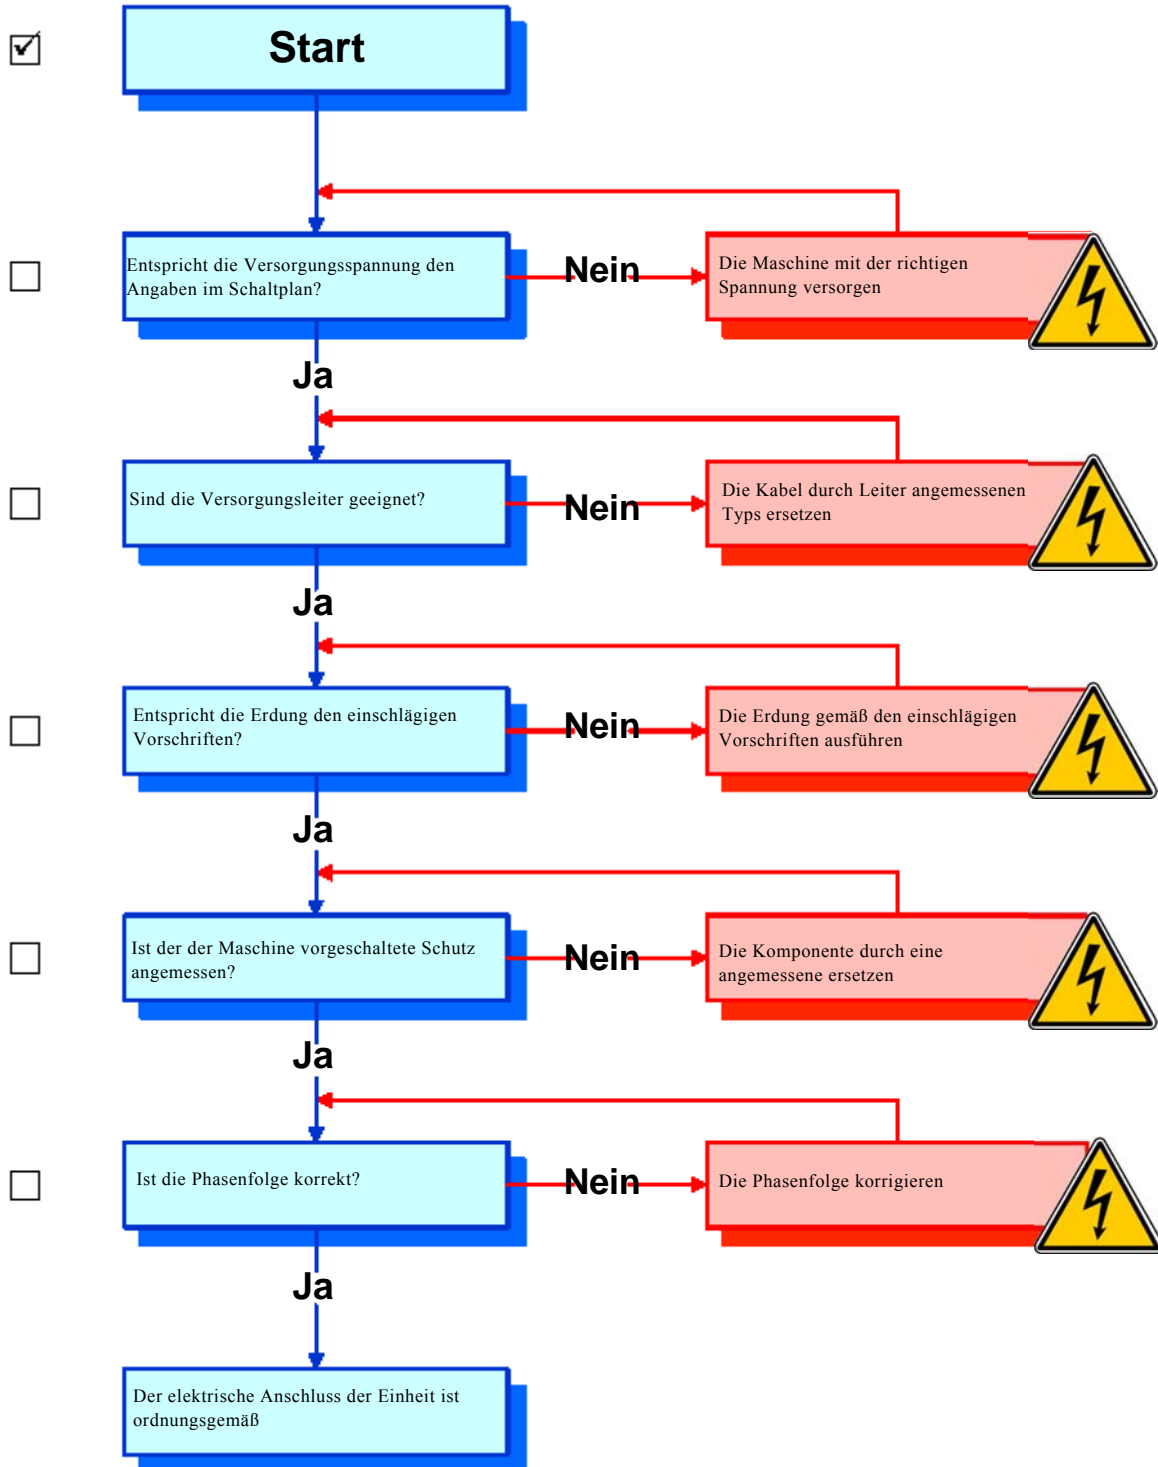 Start
Entspricht die Versorgungsspannung den
Angaben im Schaltplan?
Nein
Die Maschine mit der richtigen
Spannung versorgen
Ja
Sind die Versorgungsleiter geeignet?
Nein
Die Kabel durch Leiter angemessenen
Typs ersetzen
Ja
Entspricht die Erdung den einschlägigen
Vorschriften?
Nein
Die Erdung gemäß den einschlägigen
Vorschriften ausführen
Ja
Ist der der Maschine vorgeschaltete Schutz
angemessen?
Nein
Die Komponente durch eine
angemessene ersetzen
Ja
Ist die Phasenfolge korrekt?
Nein
Die Phasenfolge korrigieren
Ja
Der elektrische Anschluss der Einheit ist
ordnungsgemäß